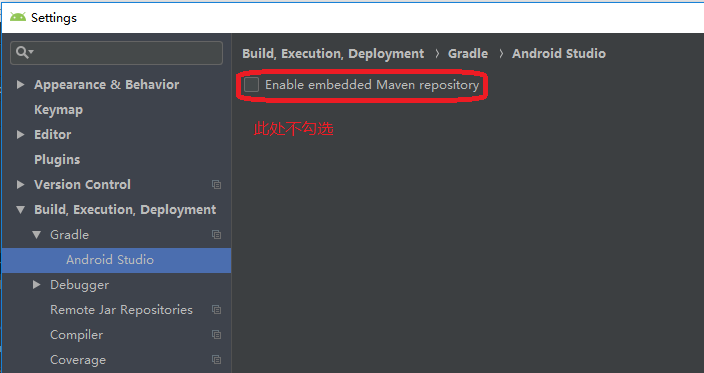 Settings
Build, Execution, Deployment › Gradle › Android Studio
Appearance & Behavior
Enable embedded Maven repository
Keymap
此处不勾选
Editor
Plugins
Version Control
Build, Execution, Deployment
Gradle
Android Studio
Debugger
Remote Jar Repositories
Compiler
Coverage